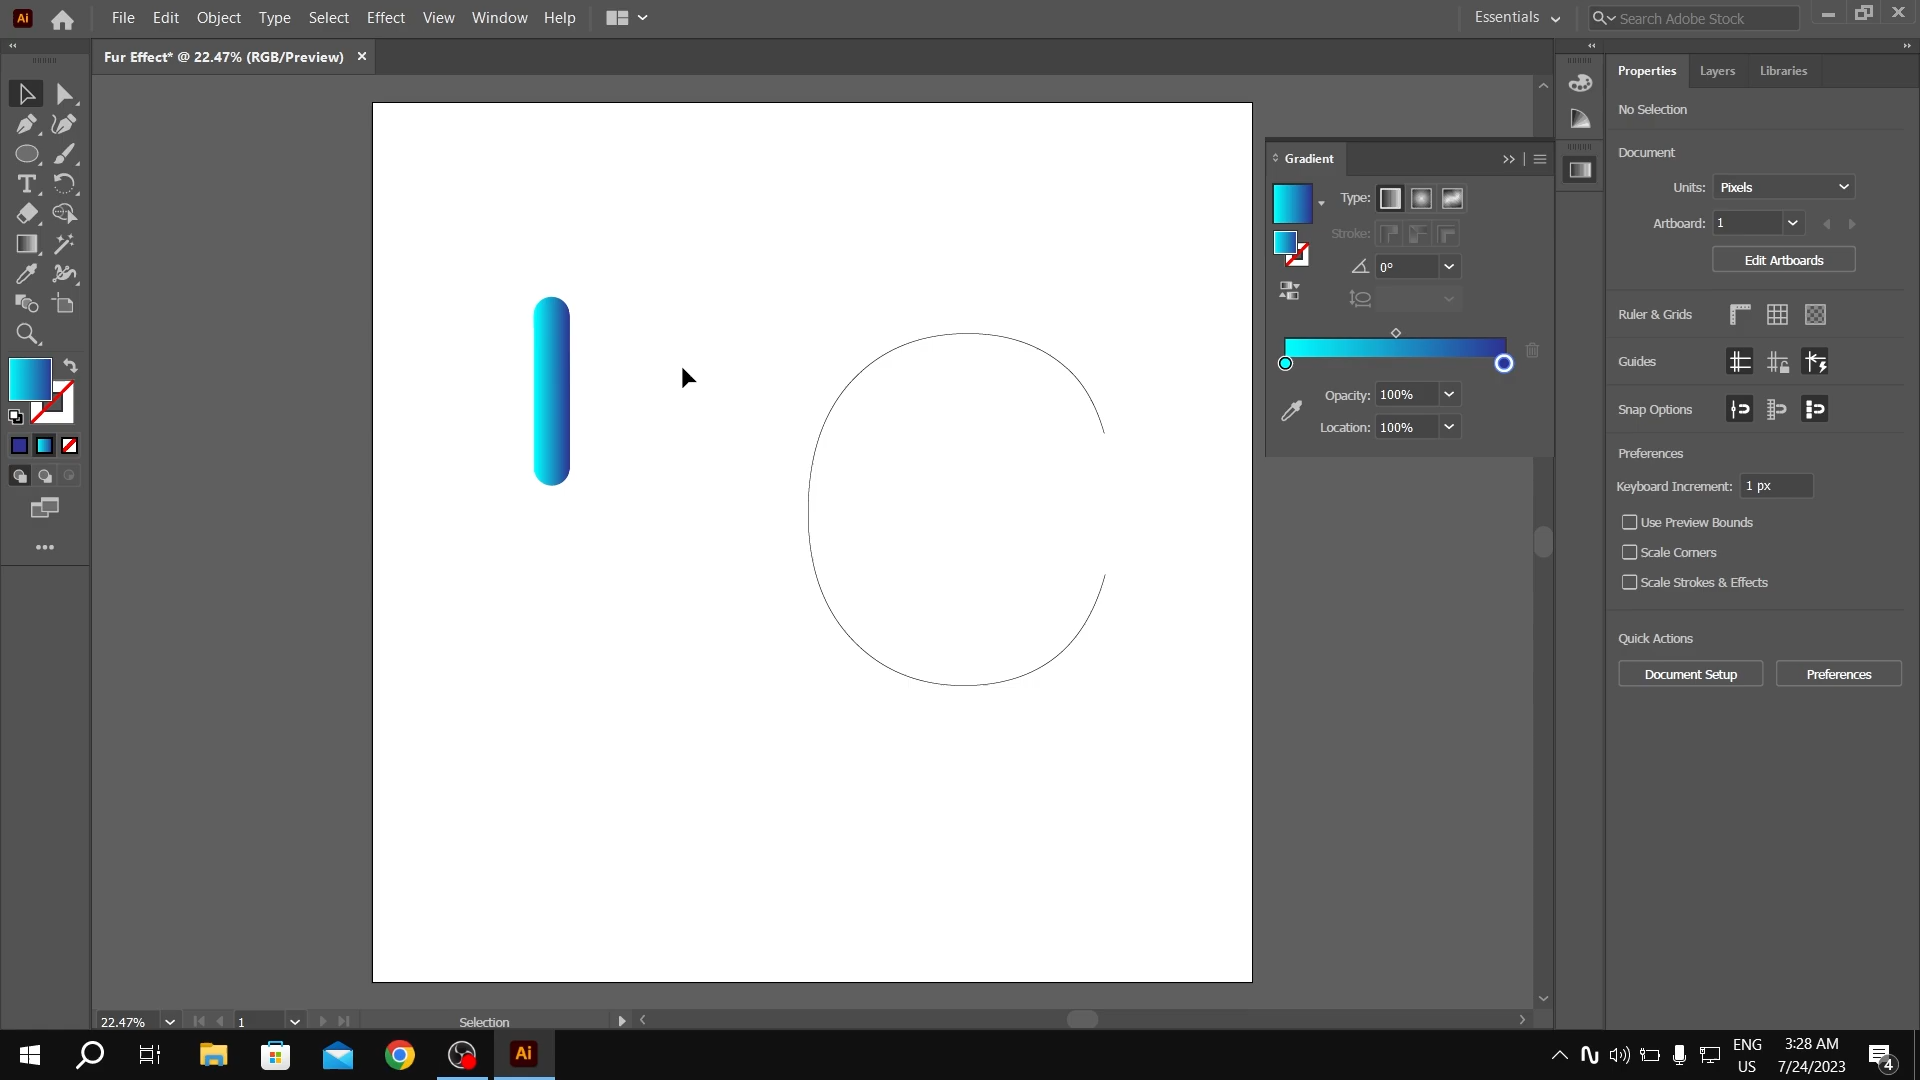 Ai File Edit Object Type Select Effect View Window Help Essentials Search Adobe Stock
Fur Effect* @ 22.47% (RGB/Preview)
Properties Layers Libraries
No Selection
Document
Units: Pixels
Artboard: 1
Edit Artboards
Ruler & Grids
Guides
Snap Options
Preferences
Keyboard Increment: 1 px
Use Preview Bounds
Scale Corners
Scale Strokes & Effects
Quick Actions
Document Setup Preferences
Gradient
Type:
Stroke:
0°
Opacity: 100%
Location: 100%
T
22.47% 1 Selection
Ai
ENG
US
3:28 AM
7/24/2023
4